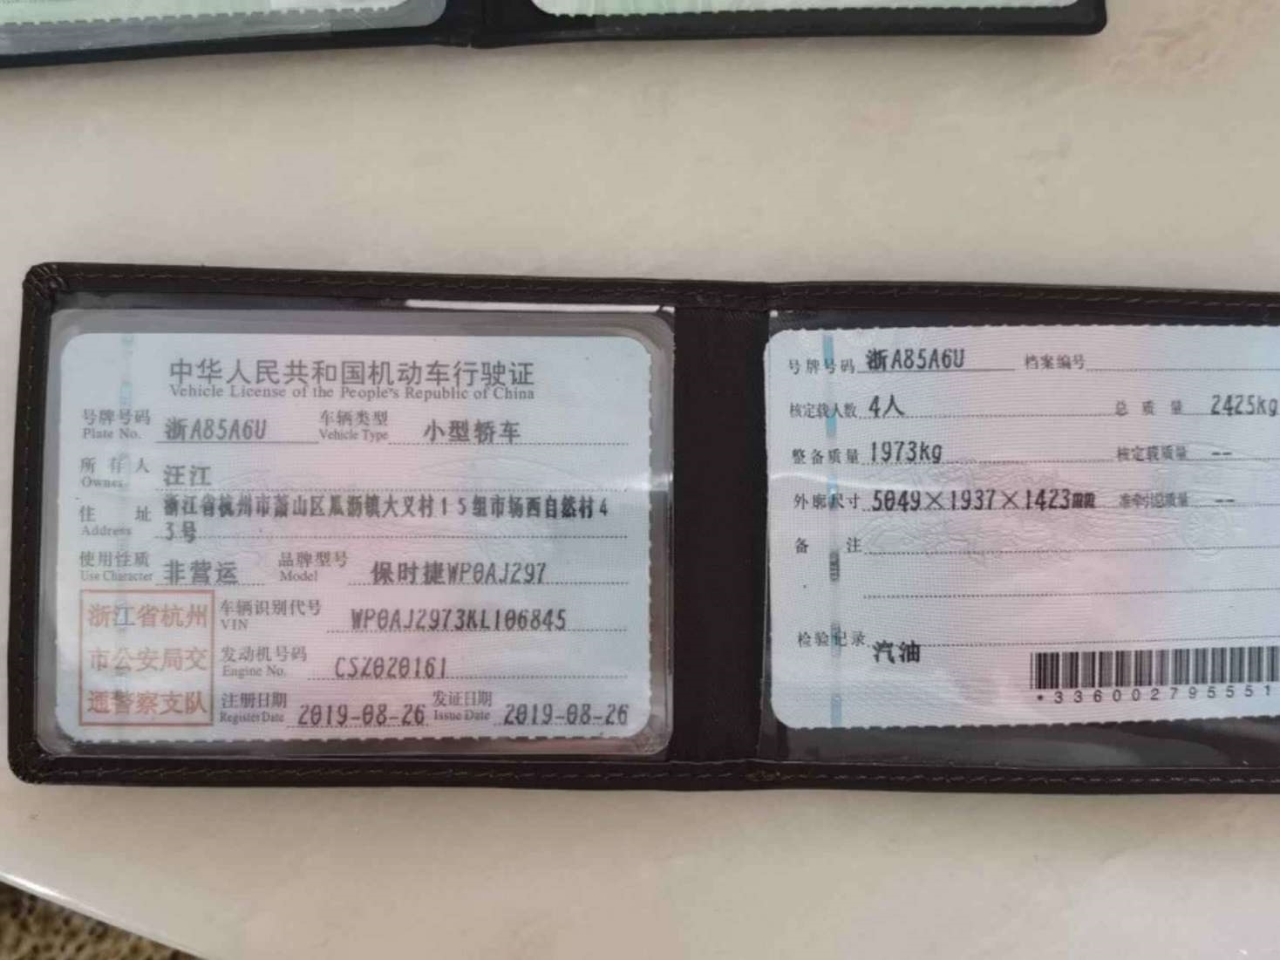 中华人民共和国机动车行驶证
Vehicle License of the People's Republic of China
号牌号码 浙A85A6U 车辆类型 小型轿车
Plate No. Vehicle Type
所有人 汪江
Owner
住址 浙江省杭州市萧山区瓜沥镇大义村15组市场西自然村4
Address 3号
使用性质 非营运 品牌型号 保时捷WP0AJ297
Use Character Model
浙江省杭州
市公安局交
通警察支队
车辆识别代号 WP0AJ2973KL106845
VIN
发动机号码 CSZ020161
Engine No.
注册日期 2019-08-26 发证日期 2019-08-26
Register Date Issue Date
号牌号码 浙A85A6U 档案编号
核定载人数 4人 总质量 2425kg
整备质量 1973kg 核定载质量 --
外廓尺寸 5049×1937×1423mm 准牵引总质量 --
备注
检验记录 汽油
*336002795551